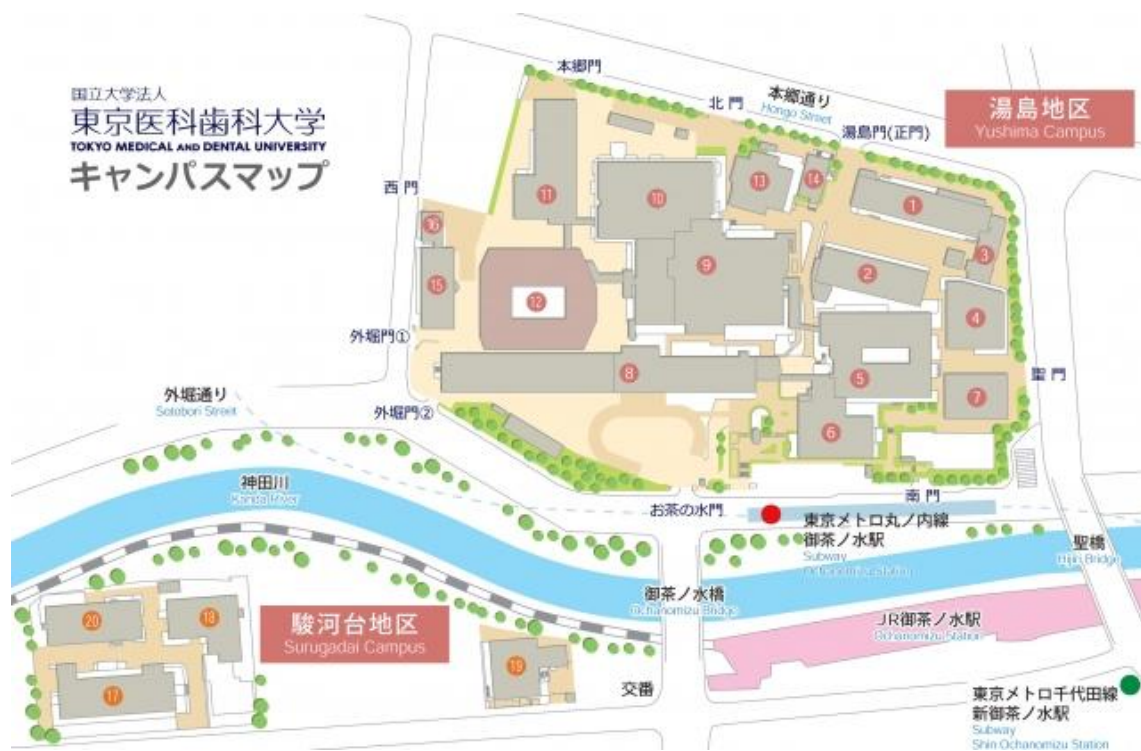 国立大学法人
東京医科歯科大学
TOKYO MEDICAL AND DENTAL UNIVERSITY
キャンパスマップ
本郷門
北門
本郷通り
Hongo Street
湯島門(正門)
湯島地区
Yushima Campus
西門
11
10
13
14
1
16
15
12
9
2
3
4
外堀門①
8
5
7
聖門
外堀通り
Sotobori Street
外堀門②
6
神田川
Kanda River
お茶の水門
南門
東京メトロ丸ノ内線
御茶ノ水駅
Subway
Ochanomizu Station
聖橋
Hijiri Bridge
御茶ノ水橋
Ochanomizu Bridge
JR御茶ノ水駅
Ochanomizu Station
20
18
駿河台地区
Surugadai Campus
19
17
交番
東京メトロ千代田線
新御茶ノ水駅
Subway
Shin Ochanomizu Station